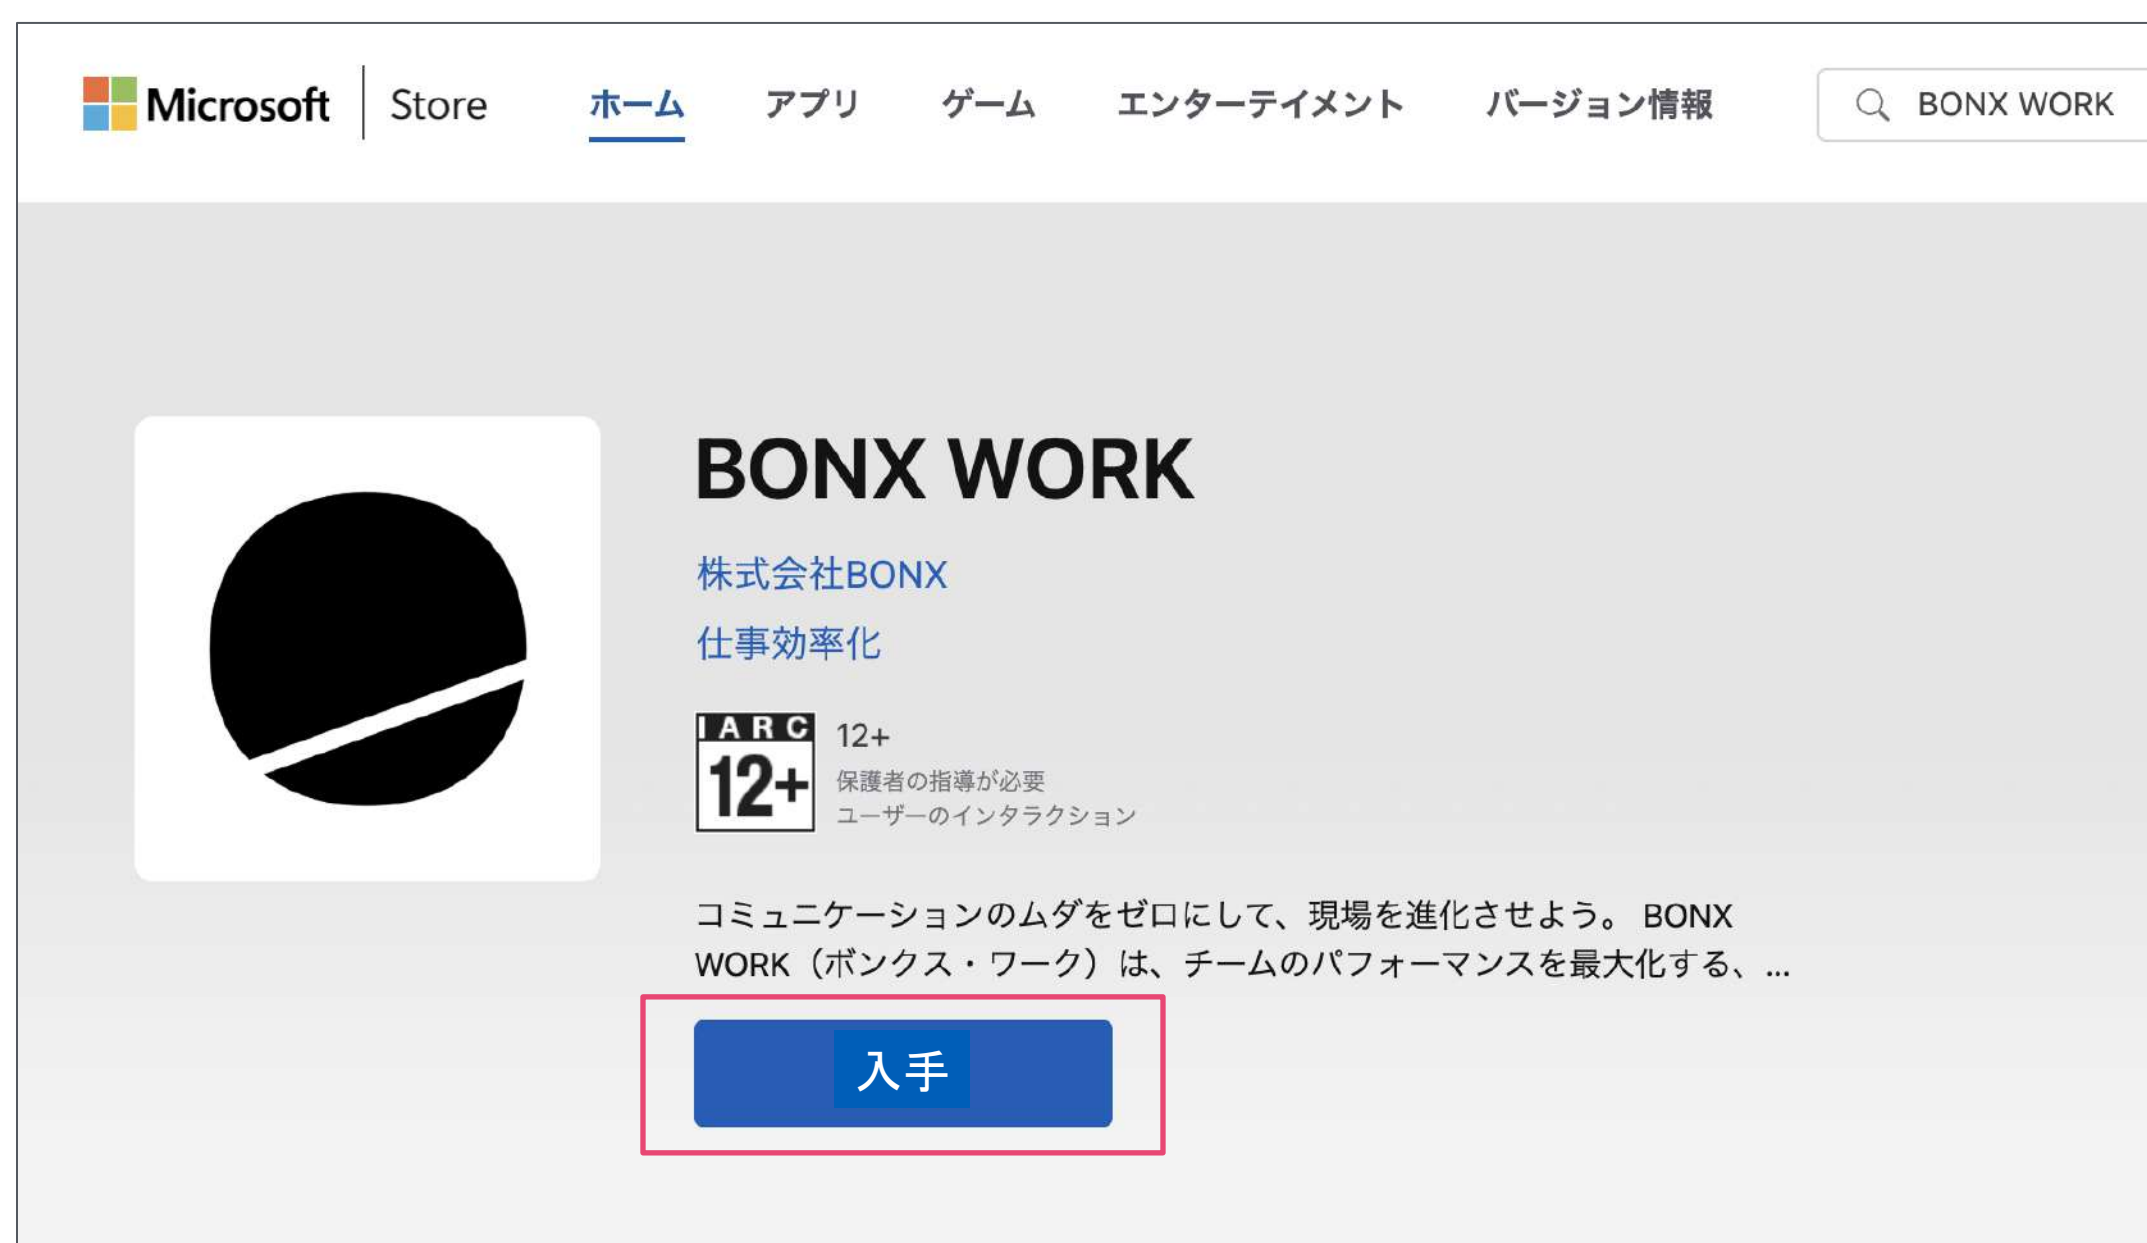 Microsoft Store ホーム アプリ ゲーム エンターテイメント バージョン情報 BONX WORK
BONX WORK
株式会社BONX
仕事効率化
IARC
12+
12+
保護者の指導が必要
ユーザーのインタラクション
コミュニケーションのムダをゼロにして、現場を進化させよう。 BONX
WORK（ボンクス・ワーク）は、チームのパフォーマンスを最大化する、...
入手